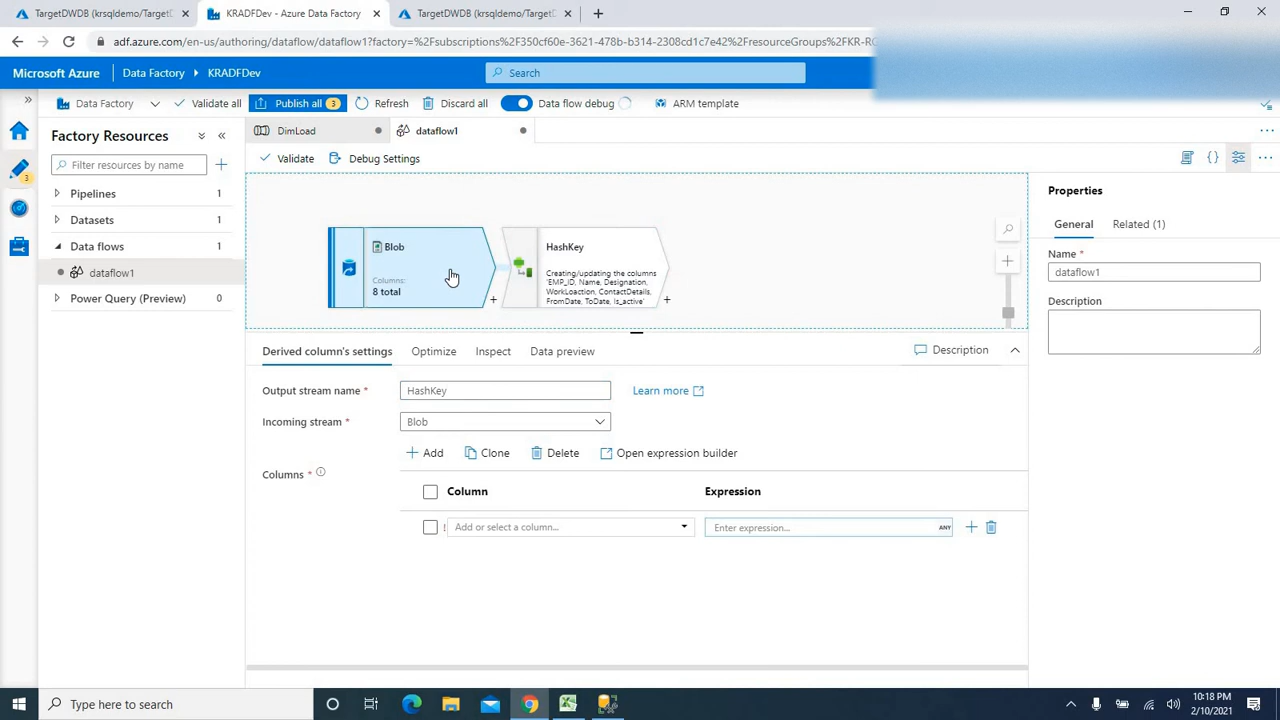 TargetDWDB (krsqldemo/TargetD
KRADFDev - Azure Data Factory
TargetDWDB (krsqldemo/TargetD
adf.azure.com/en-us/authoring/dataflow/dataflow1?factory=%2Fsubscriptions%2F350cf60e-3621-478b-b314-2308cd1c7e42%2FresourceGroups%2FKR-RC
Microsoft Azure
Data Factory
KRADFDev
Search
Data Factory
Validate all
Publish all 3
Refresh
Discard all
Data flow debug
ARM template
Factory Resources
DimLoad
dataflow1
Filter resources by name
Validate
Debug Settings
3
Pipelines 1
Datasets 1
Data flows 1
dataflow1
Power Query (Preview) 0
Blob
Columns:
8 total
HashKey
Creating/updating the columns
'EMP_ID, Name, Designation,
WorkLoaction, ContactDetails,
FromDate, ToDate, Is_active'
Properties
General
Related (1)
Name *
dataflow1
Description
Derived column's settings
Optimize
Inspect
Data preview
Description
Output stream name *
HashKey
Learn more
Incoming stream *
Blob
Add
Clone
Delete
Open expression builder
Columns *
Column
Expression
Add or select a column...
Enter expression...
ANY
Type here to search
10:18 PM
2/10/2021